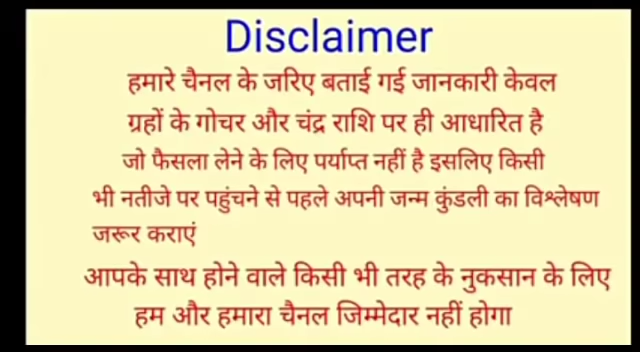 Disclaimer
हमारे चैनल के जरिए बताई गई जानकारी केवल
ग्रहों के गोचर और चंद्र राशि पर ही आधारित है
जो फैसला लेने के लिए पर्याप्त नहीं है इसलिए किसी
भी नतीजे पर पहुंचने से पहले अपनी जन्म कुंडली का विश्लेषण
जरूर कराएं
आपके साथ होने वाले किसी भी तरह के नुकसान के लिए
हम और हमारा चैनल जिम्मेदार नहीं होगा